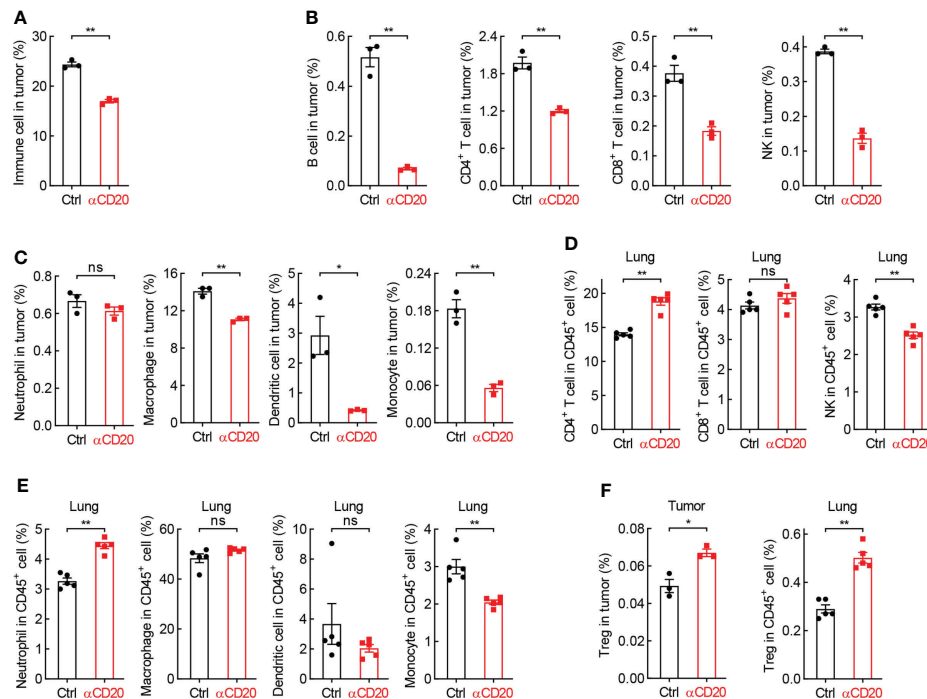 A
Immune cell in tumor (%)
30
20
10
0
**
Ctrl αCD20
B
B cell in tumor (%)
0.6
0.4
0.2
0.0
**
Ctrl αCD20
CD4+ T cell in tumor (%)
2.4
1.8
1.2
0.6
0.0
**
Ctrl αCD20
CD8+ T cell in tumor (%)
0.5
0.4
0.3
0.2
0.1
0.0
**
Ctrl αCD20
NK in tumor (%)
0.4
0.3
0.2
0.1
0.0
**
Ctrl αCD20
C
Neutrophil in tumor (%)
0.8
0.6
0.4
0.2
0.0
ns
Ctrl αCD20
Macrophage in tumor (%)
16
12
8
4
0
**
Ctrl αCD20
Dendritic cell in tumor (%)
5
4
3
2
1
0
*
Ctrl αCD20
Monocyte in tumor (%)
0.24
0.18
0.12
0.06
0.00
**
Ctrl αCD20
D
Lung
CD4+ T cell in CD45+ cell (%)
25
20
15
10
5
0
**
Ctrl αCD20
Lung
CD8+ T cell in CD45+ cell (%)
6
5
4
3
2
1
0
ns
Ctrl αCD20
Lung
NK in CD45+ cell (%)
4
3
2
1
0
**
Ctrl αCD20
E
Lung
Neutrophil in CD45+ cell (%)
5
4
3
2
1
0
**
Ctrl αCD20
Lung
Macrophage in CD45+ cell (%)
60
40
20
0
ns
Ctrl αCD20
Lung
Dendritic cell in CD45+ cell (%)
10
8
6
4
2
0
ns
Ctrl αCD20
Lung
Monocyte in CD45+ cell (%)
4
3
2
1
0
**
Ctrl αCD20
F
Tumor
Treg in tumor (%)
0.08
0.06
0.04
0.02
0.00
*
Ctrl αCD20
Lung
Treg in CD45+ cell (%)
0.6
0.4
0.2
0.0
**
Ctrl αCD20